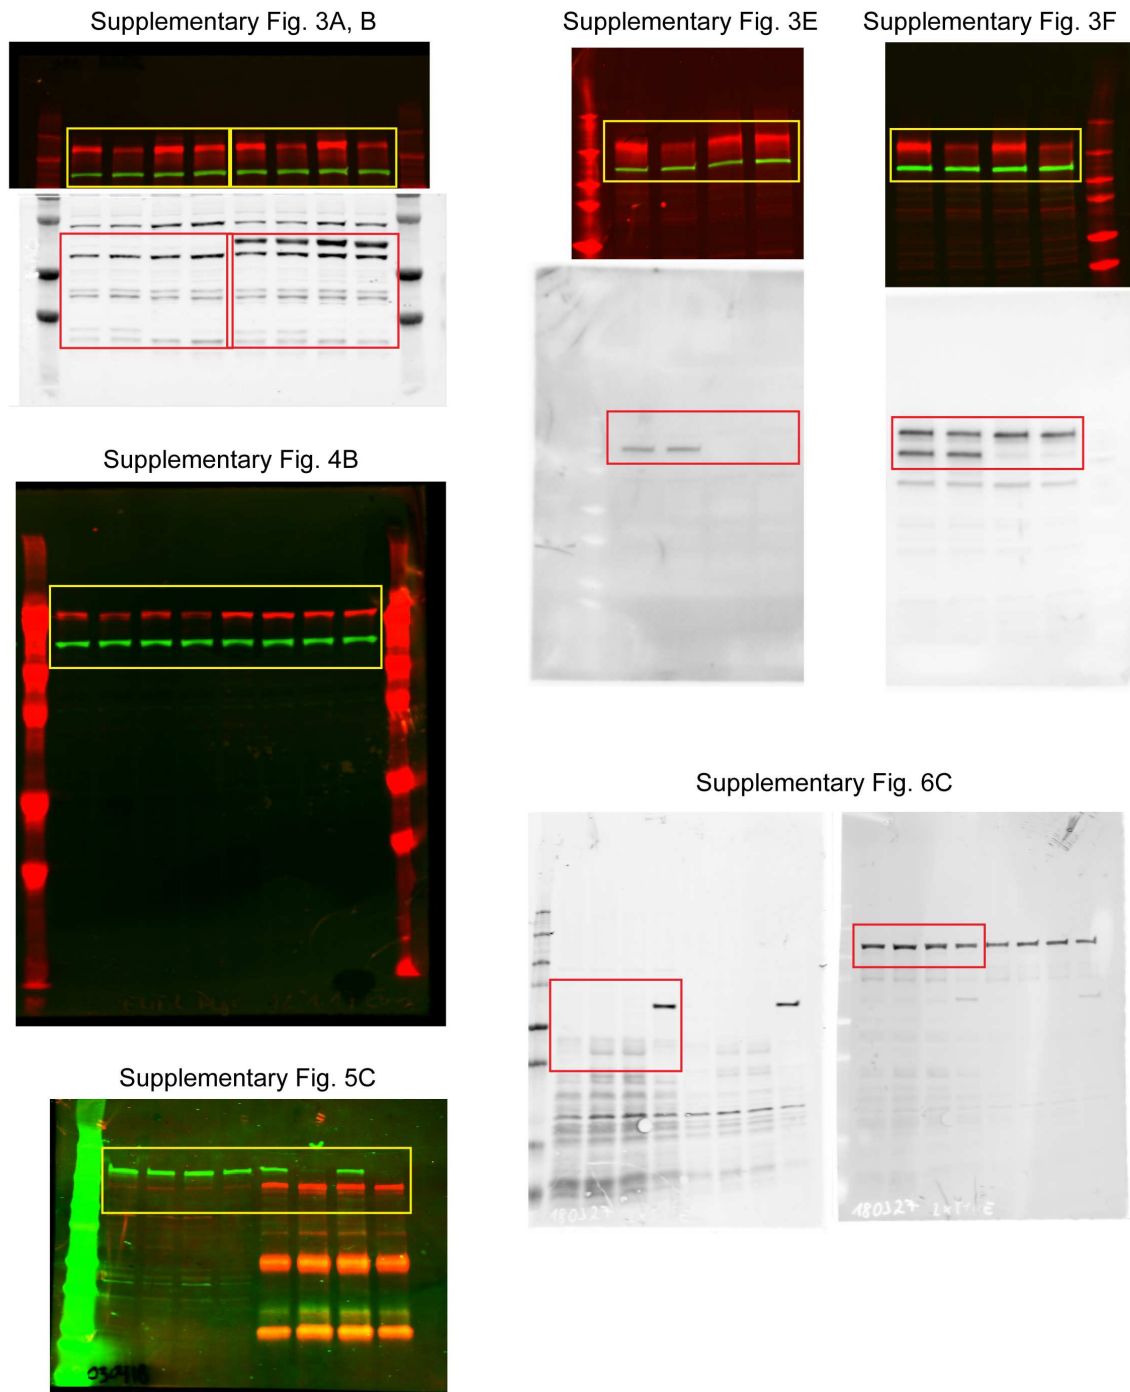 Supplementary Fig. 3A, B
Supplementary Fig. 3E
Supplementary Fig. 3F
Supplementary Fig. 4B
Supplementary Fig. 6C
Supplementary Fig. 5C
180327
E
180327
E
030418